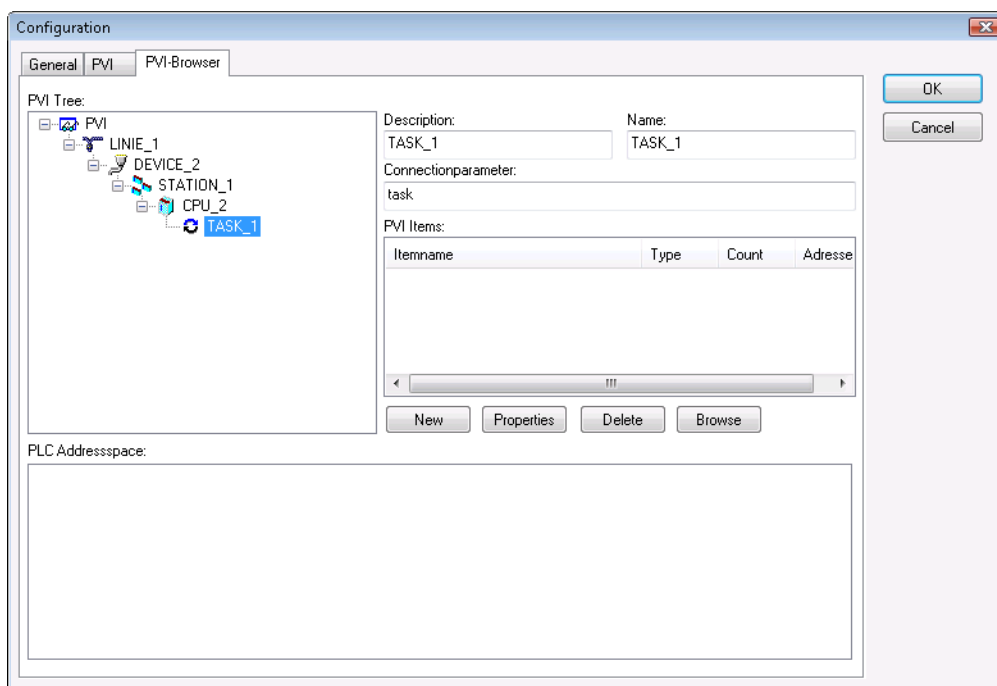 Configuration
General PVI PVI-Browser
OK
Cancel
PVI Tree:
PVI
LINIE_1
DEVICE_2
STATION_1
CPU_2
TASK_1
Description: Name:
TASK_1 TASK_1
Connectionparameter:
task
PVI Items:
Itemname Type Count Adresse
New Properties Delete Browse
PLC Addressspace: